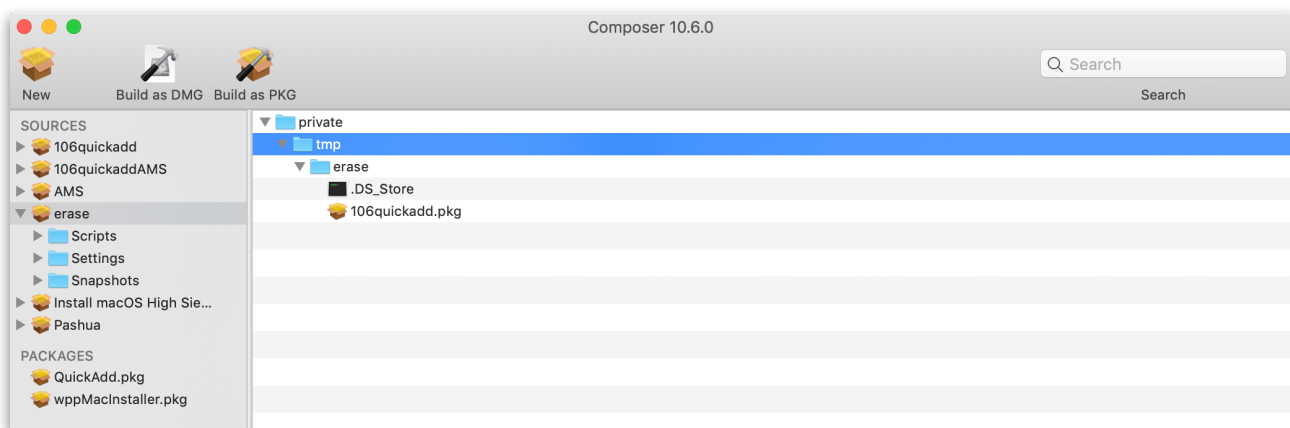 Composer 10.6.0
New
Build as DMG
Build as PKG
Search
Search
SOURCES
106quickadd
106quickaddAMS
AMS
erase
Scripts
Settings
Snapshots
Install macOS High Sie...
Pashua
PACKAGES
QuickAdd.pkg
wppMacInstaller.pkg
private
tmp
erase
.DS_Store
106quickadd.pkg